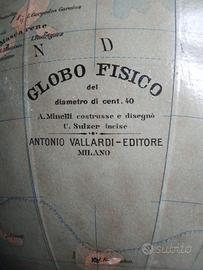 N D
GLOBO FISICO
del
diametro di cent. 40
A. Minelli costrusse e disegnò
U. Sulzer incise
ANTONIO VALLARDI-EDITORE
MILANO
subito